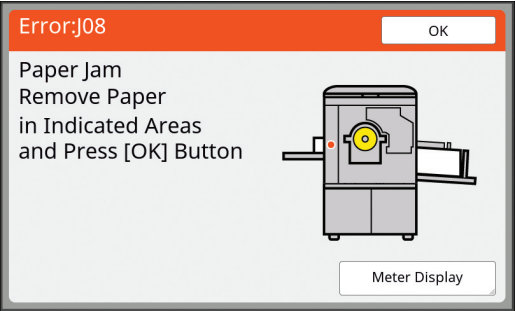 Error:J08
OK
Paper Jam
Remove Paper
in Indicated Areas
and Press [OK] Button
Meter Display